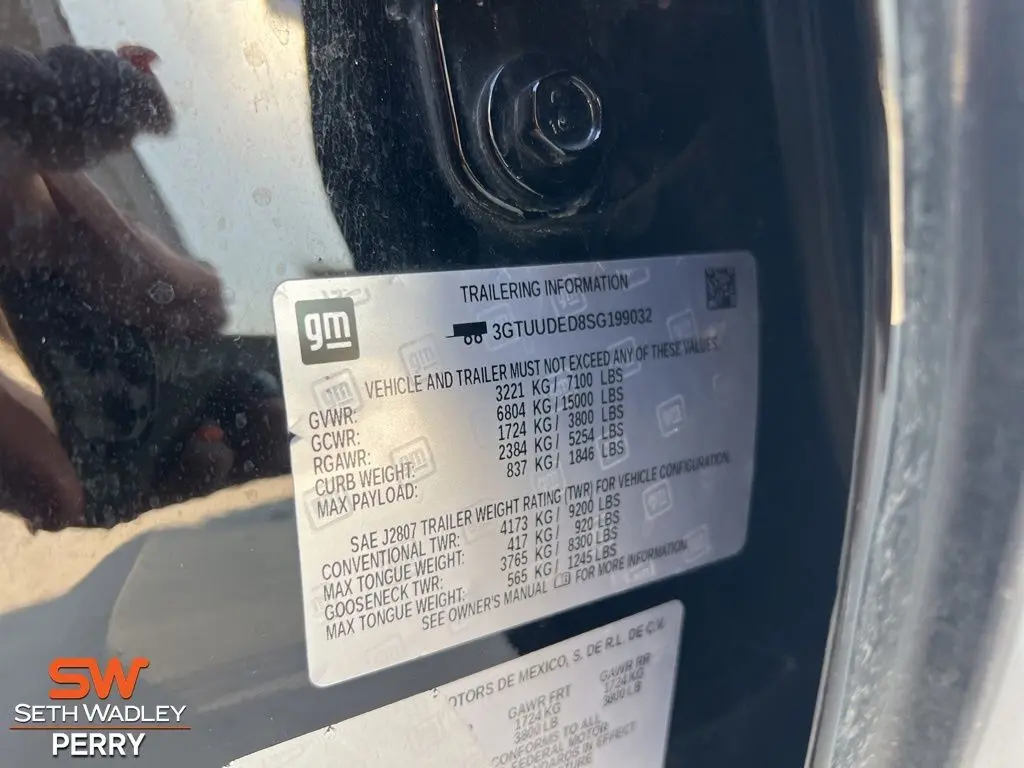 TRAILERING INFORMATION
gm
3GTUUDED8SG199032
VEHICLE AND TRAILER MUST NOT EXCEED ANY OF THESE VALUES.
GVWR: 3221 KG / 7100 LBS
GCWR: 6804 KG / 15000 LBS
RGAWR: 1724 KG / 3800 LBS
CURB WEIGHT: 2384 KG / 5254 LBS
MAX PAYLOAD: 837 KG / 1846 LBS
SAE J2807 TRAILER WEIGHT RATING (TWR) FOR VEHICLE CONFIGURATION.
CONVENTIONAL TWR: 4173 KG / 9200 LBS
MAX TONGUE WEIGHT: 417 KG / 920 LBS
GOOSENECK TWR: 3765 KG / 8300 LBS
MAX TONGUE WEIGHT: 565 KG / 1245 LBS
SEE OWNER'S MANUAL FOR MORE INFORMATION.
OTORS DE MEXICO, S. DE R.L. DE C.V.
GAWR FRT GAWR RR
1724 KG 1724 KG
3800 LB 3800 LB
CONFORMS TO ALL
FEDERAL MOTOR
IN EFFECT
SW
SETH WADLEY
PERRY